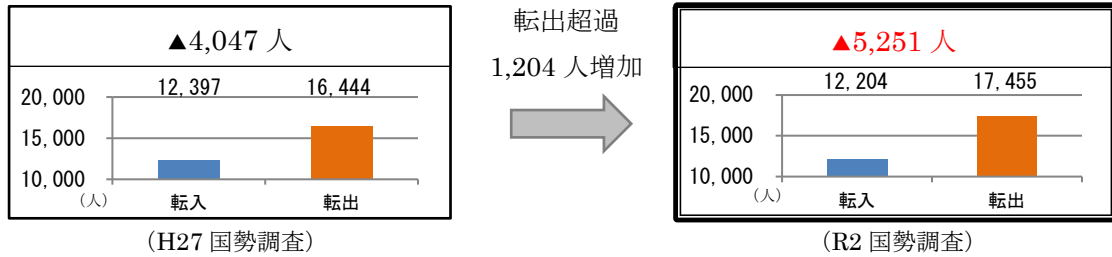 ▲4,047 人
20,000
15,000
10,000
(人)
12,397
16,444
転入
転出
(H27 国勢調査)
転出超過
1,204 人増加
▲5,251 人
20,000
15,000
10,000
(人)
12,204
17,455
転入
転出
(R2 国勢調査)